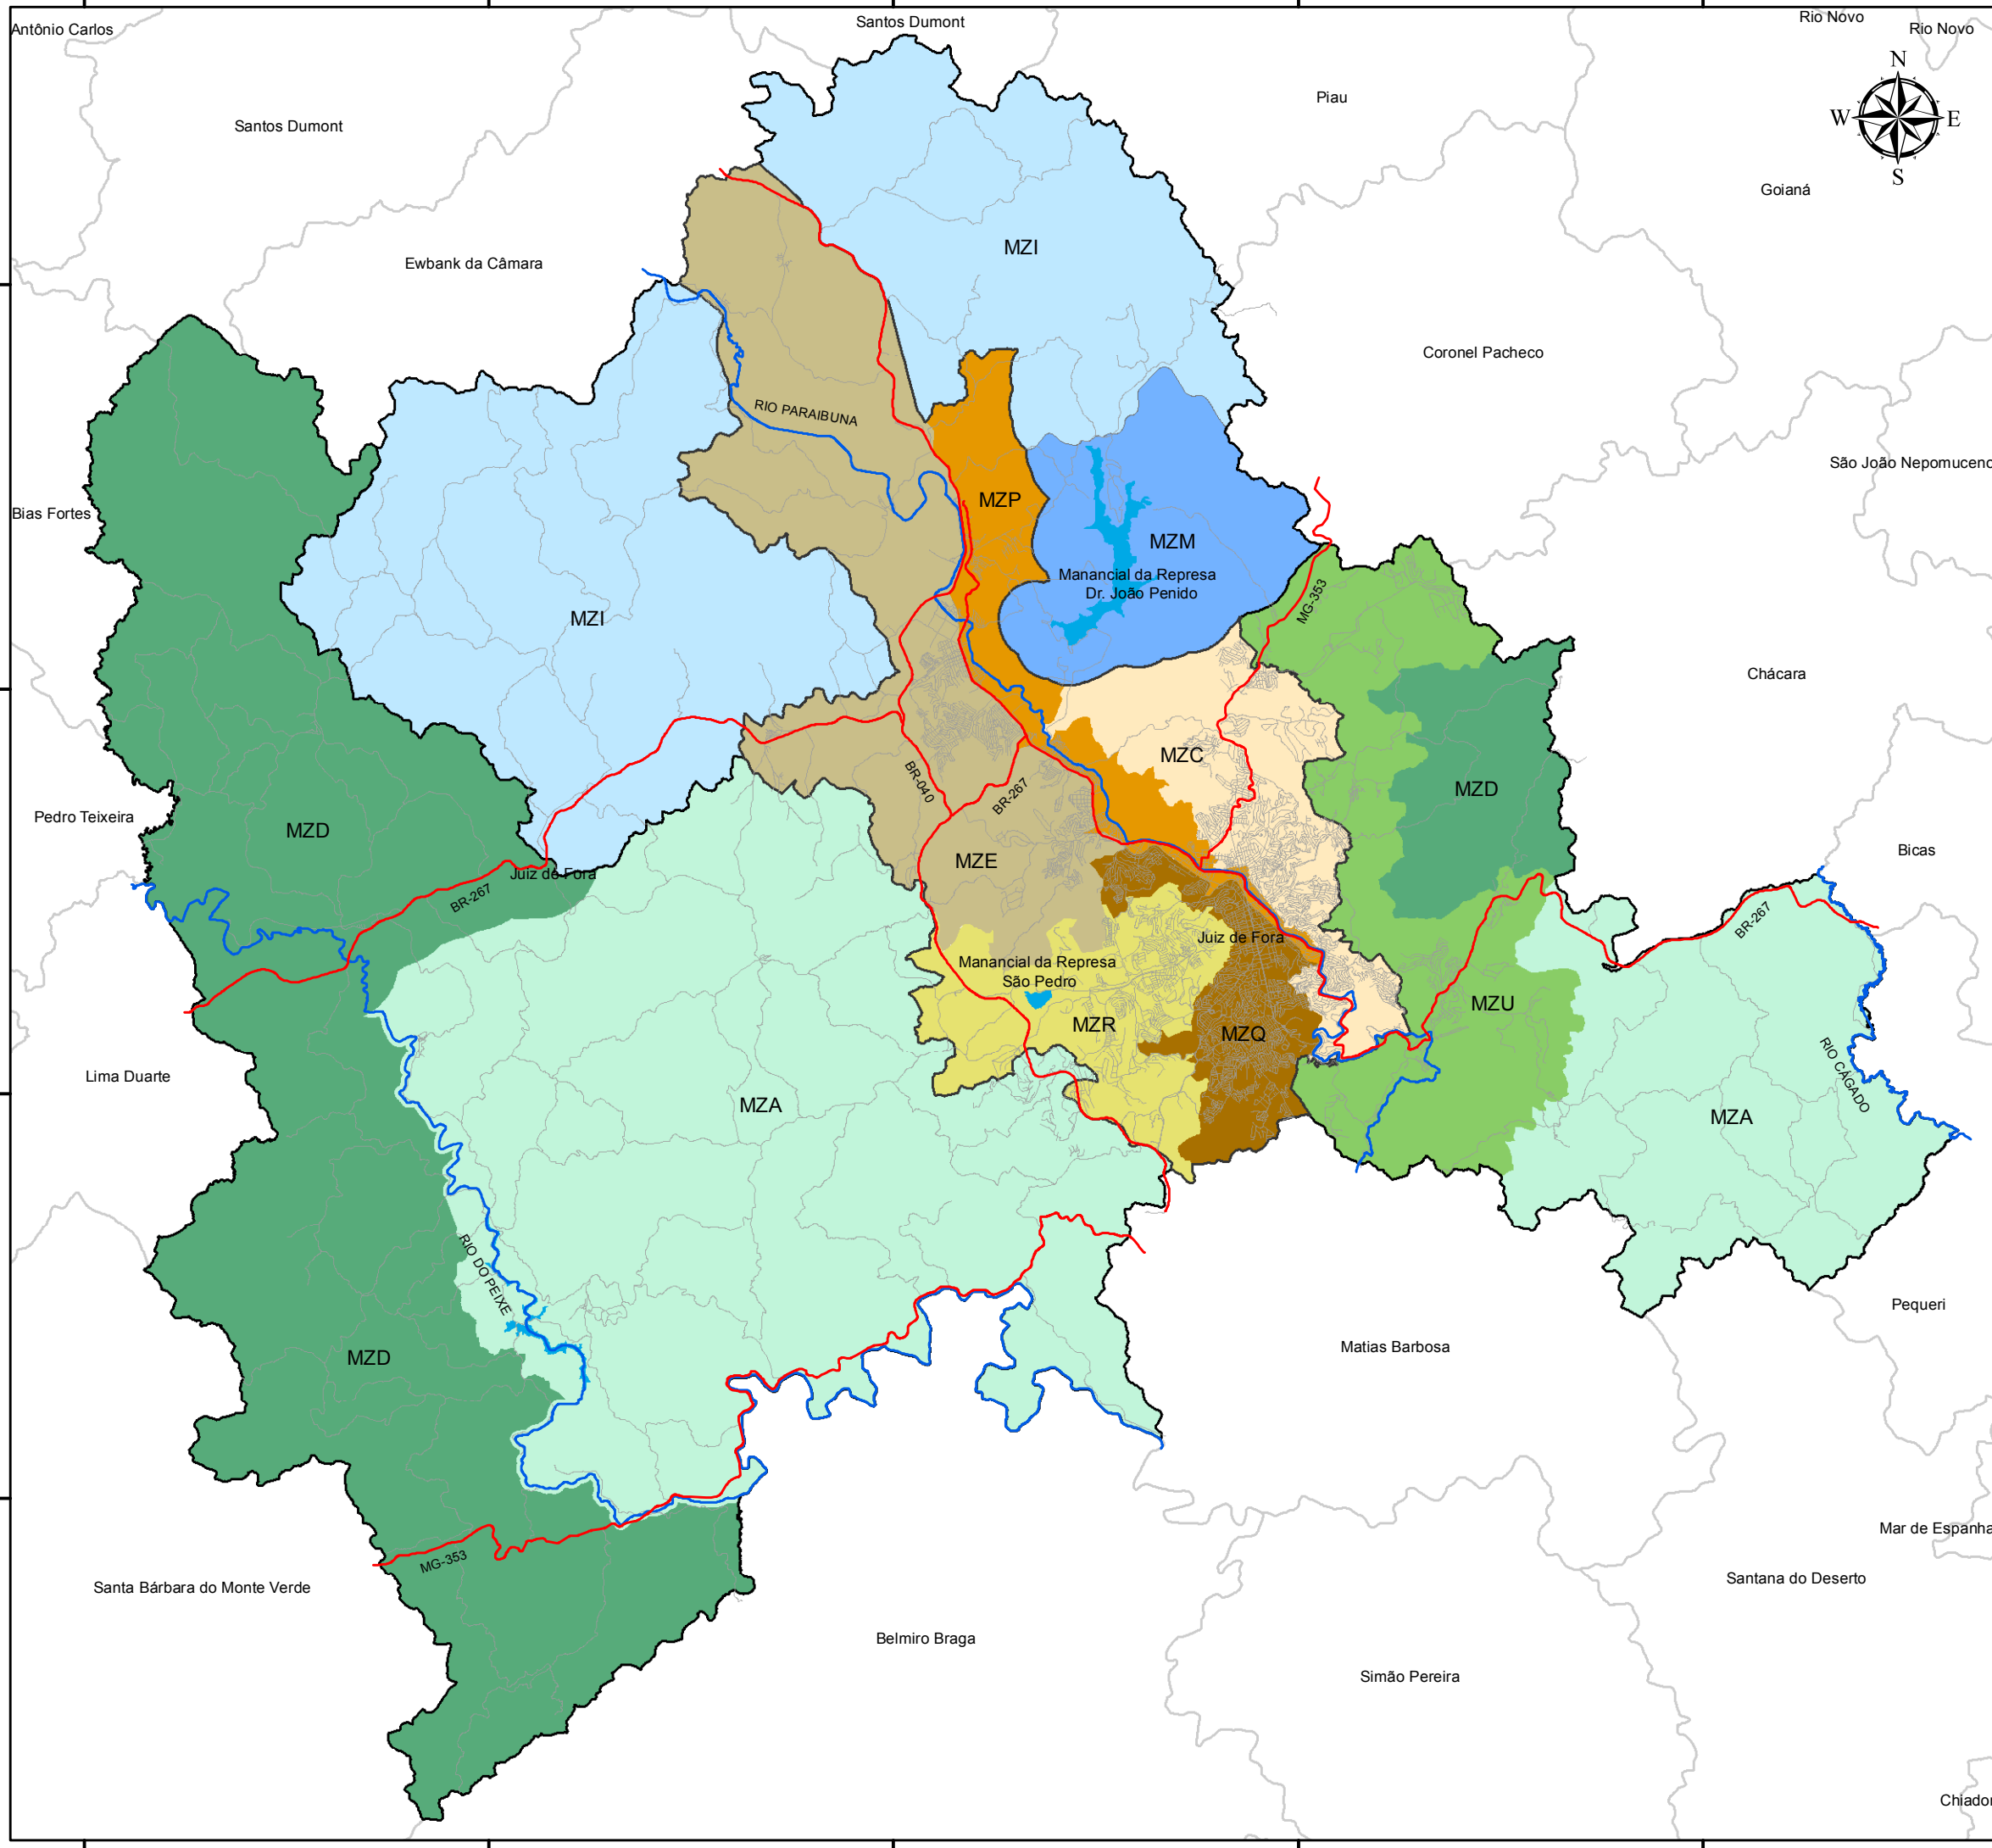 Antônio Carlos
Santos Dumont
Rio Novo
Rio Novo
N
W
E
S
Piau
Santos Dumont
Goianá
MZI
Ewbank da Câmara
Coronel Pacheco
RIO PARAIBUNA
São João Nepomuceno
MZP
Bias Fortes
MZM
Manancial da Represa
Dr. João Penido
MG-353
MZI
Chácara
MZC
BR-040
BR-267
MZD
Pedro Teixeira
MZD
Bicas
MZE
Juiz de Fora
BR-267
BR-267
Juiz de Fora
Manancial da Represa
São Pedro
MZU
MZR
MZQ
Lima Duarte
RIO CÁGADO
MZA
MZA
RIO DO PEIXE
Pequeri
Matias Barbosa
MZD
Mar de Espanha
MG-353
Santana do Deserto
Santa Bárbara do Monte Verde
Belmiro Braga
Simão Pereira
Chiador